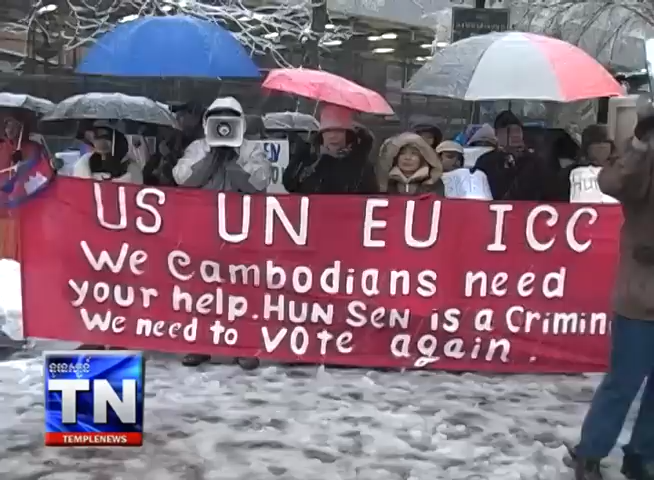 US UN EU ICC
We Cambodians need
your help. HUN SEN is a Crimin
We need to vote again.
TN
TEMPLENEWS